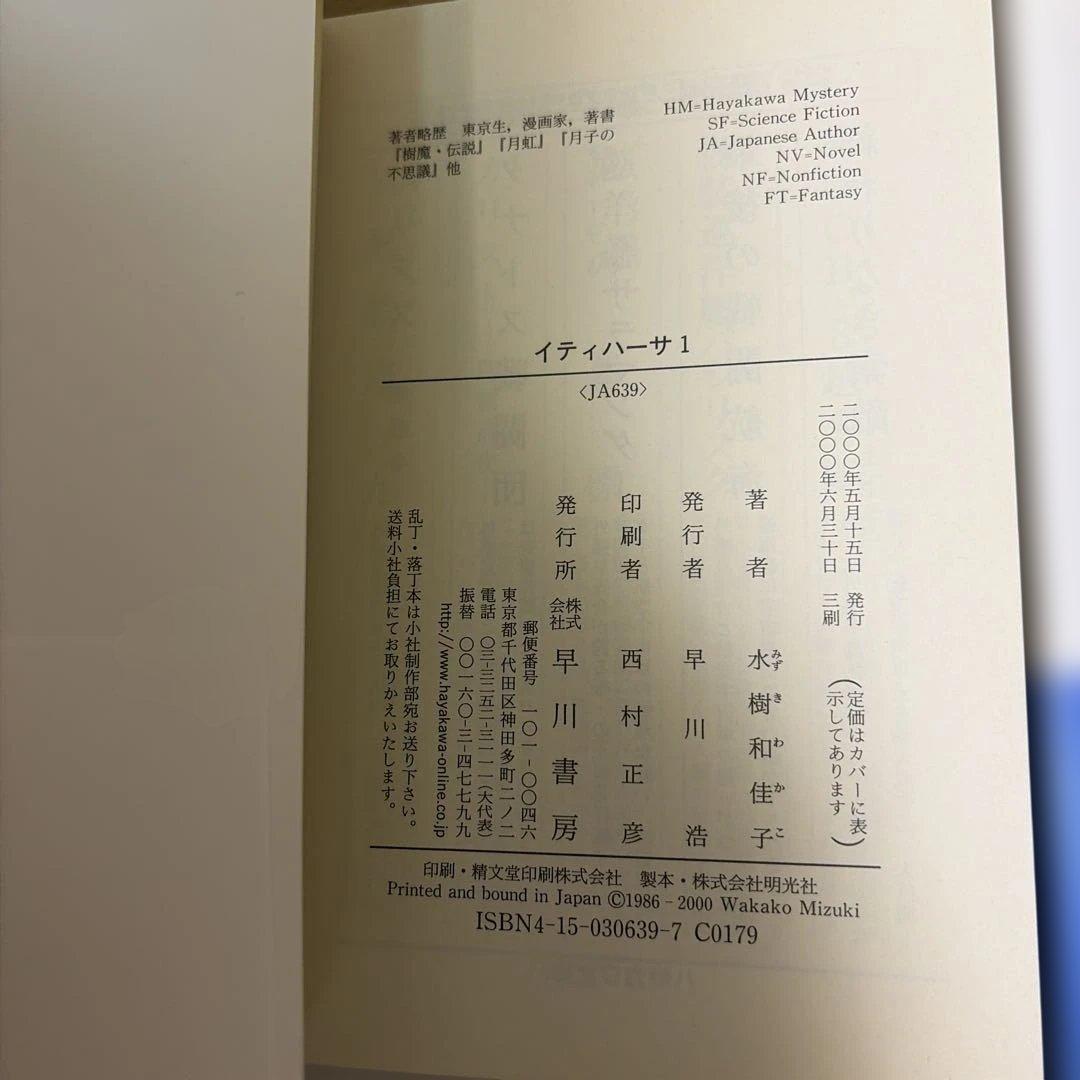 著者略歴　東京生，漫画家，著書
『樹魔・伝説』『月虹』『月子の
不思議』他
HM=Hayakawa Mystery
SF=Science Fiction
JA=Japanese Author
NV=Novel
NF=Nonfiction
FT=Fantasy
イティハーサ1
〈JA639〉
二〇〇〇年五月十五日　発行
二〇〇〇年六月三十日　三刷
（定価はカバーに表
示してあります）
著者　水樹和佳子
みずきわかこ
発行者　早川浩
印刷者　西村正彦
発行所　株式会社　早川書房
郵便番号　一〇一-〇〇四六
東京都千代田区神田多町二ノ二
電話　〇三-三二五二-三一一一（大代表）
振替　〇〇一六〇-三-四七七九九
http://www.hayakawa-online.co.jp
乱丁・落丁本は小社制作部宛お送り下さい。
送料小社負担にてお取りかえいたします。
印刷・精文堂印刷株式会社　製本・株式会社明光社
Printed and bound in Japan ©1986-2000 Wakako Mizuki
ISBN4-15-030639-7 C0179